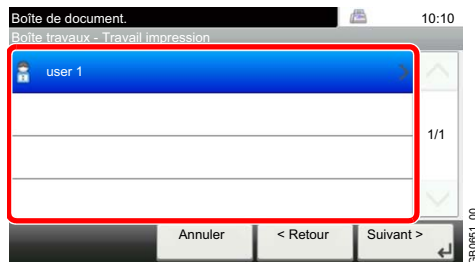 Boîte de document. 10:10
Boîte travaux - Travail impression
user 1
1/1
Annuler < Retour Suivant >
GB0651_00